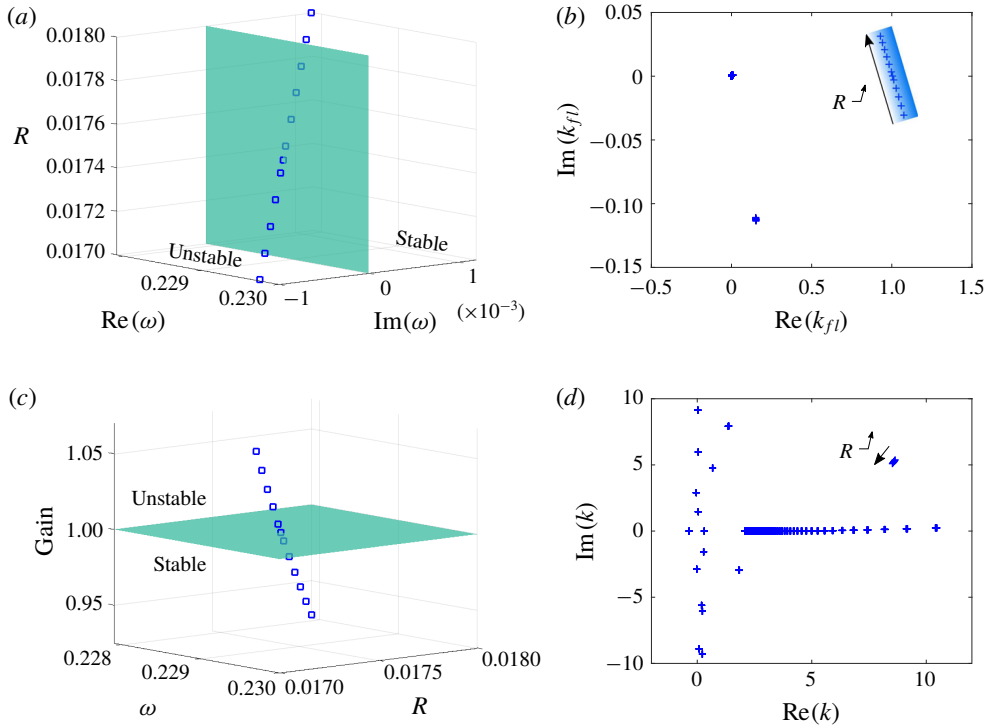 (a)
0.0180
0.0178
0.0176
R
0.0174
0.0172
0.0170
Unstable
Stable
0.229
0.230
−1
0
1
(×10−3)
Re(ω)
Im(ω)
(b)
0.05
0
−0.05
−0.10
−0.15
Im(kfl)
R
−0.5
0
0.5
1.0
1.5
Re(kfl)
(c)
1.05
1.00
0.95
Gain
Unstable
Stable
0.228
0.229
0.230
ω
0.0170
0.0175
0.0180
R
(d)
10
5
0
−5
−10
Im(k)
R
0
5
10
Re(k)